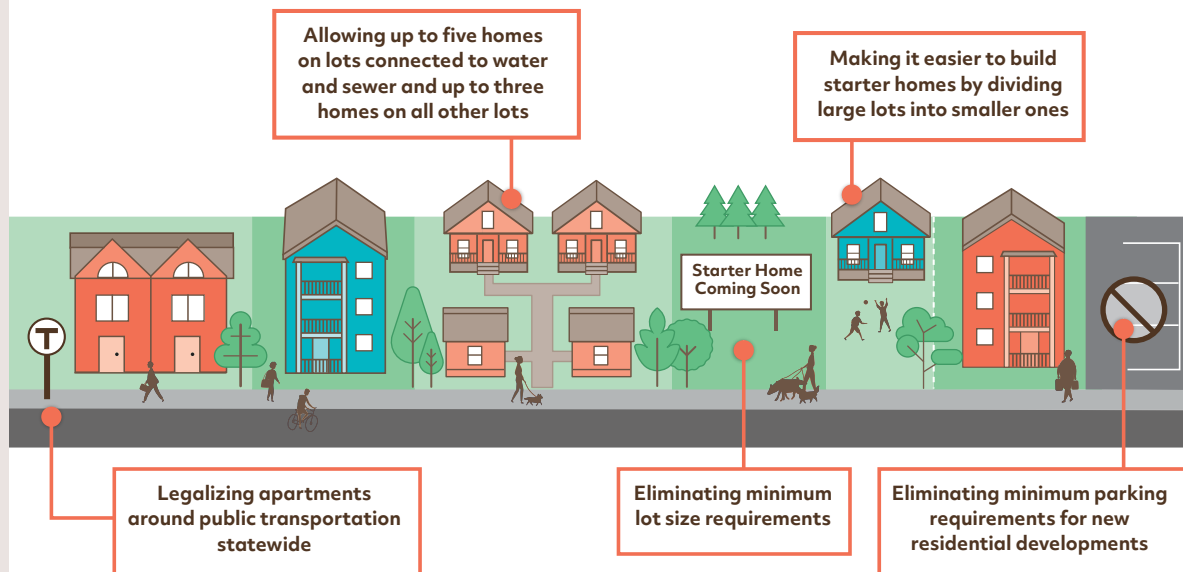 Allowing up to five homes
on lots connected to water
and sewer and up to three
homes on all other lots
Making it easier to build
starter homes by dividing
large lots into smaller ones
Starter Home
Coming Soon
T
Legalizing apartments
around public transportation
statewide
Eliminating minimum
lot size requirements
Eliminating minimum parking
requirements for new
residential developments